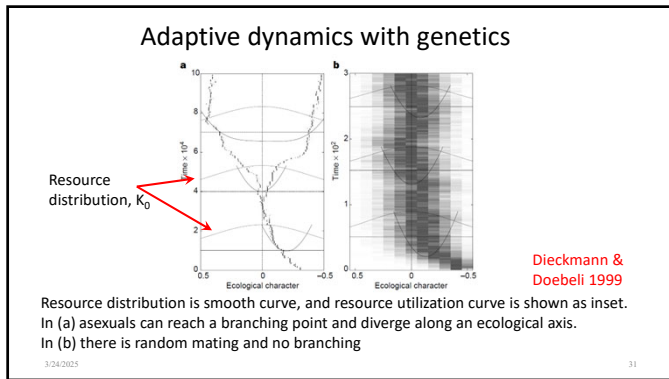 Adaptive dynamics with genetics
a
b
10
8
6
4
2
0
Time × 10⁴
0.5
0
−0.5
Ecological character
3
2
1
0
Time × 10²
0.5
0
−0.5
Ecological character
Resource
distribution, K₀
Dieckmann &
Doebeli 1999
Resource distribution is smooth curve, and resource utilization curve is shown as inset.
In (a) asexuals can reach a branching point and diverge along an ecological axis.
In (b) there is random mating and no branching
3/24/2025
31